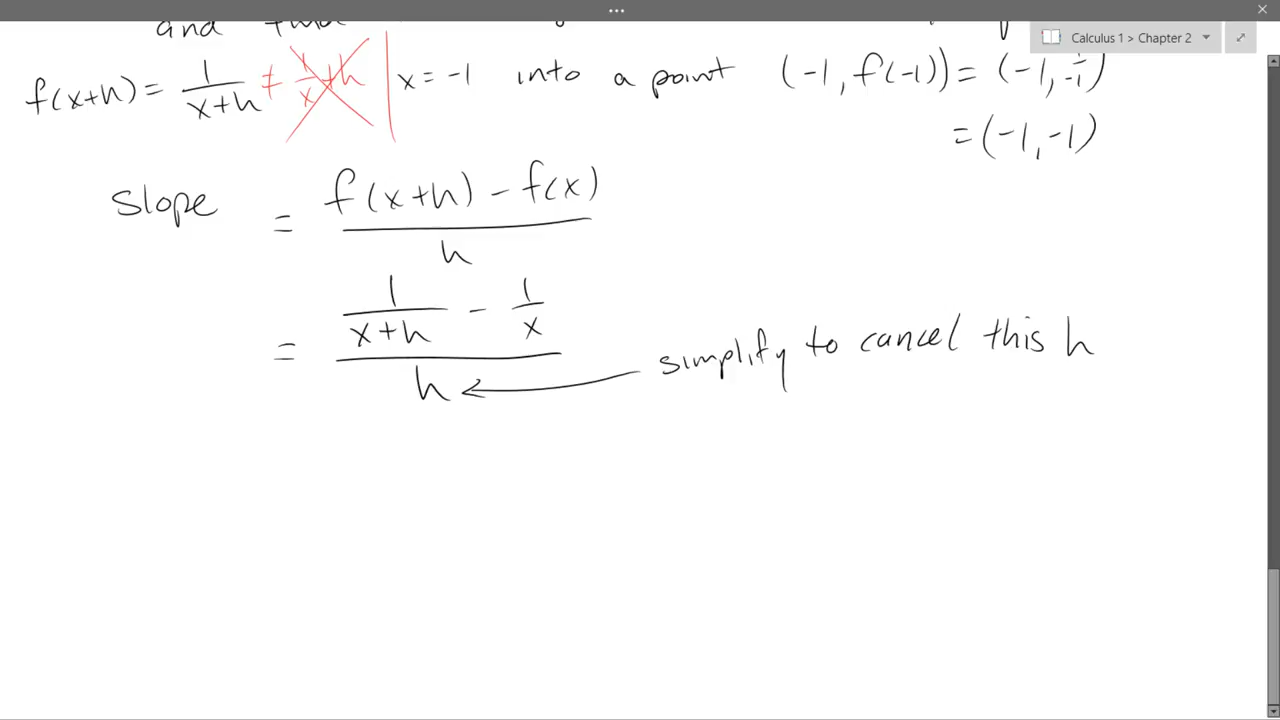 ...
Calculus 1 > Chapter 2
and
f(x+h) = 1/(x+h) ≠ 1/x + h | x = -1 into a point (-1, f(-1)) = (-1, 1/-1)
= (-1, -1)
Slope = (f(x+h) - f(x))/h
= (1/(x+h) - 1/x)/h
simplify to cancel this h